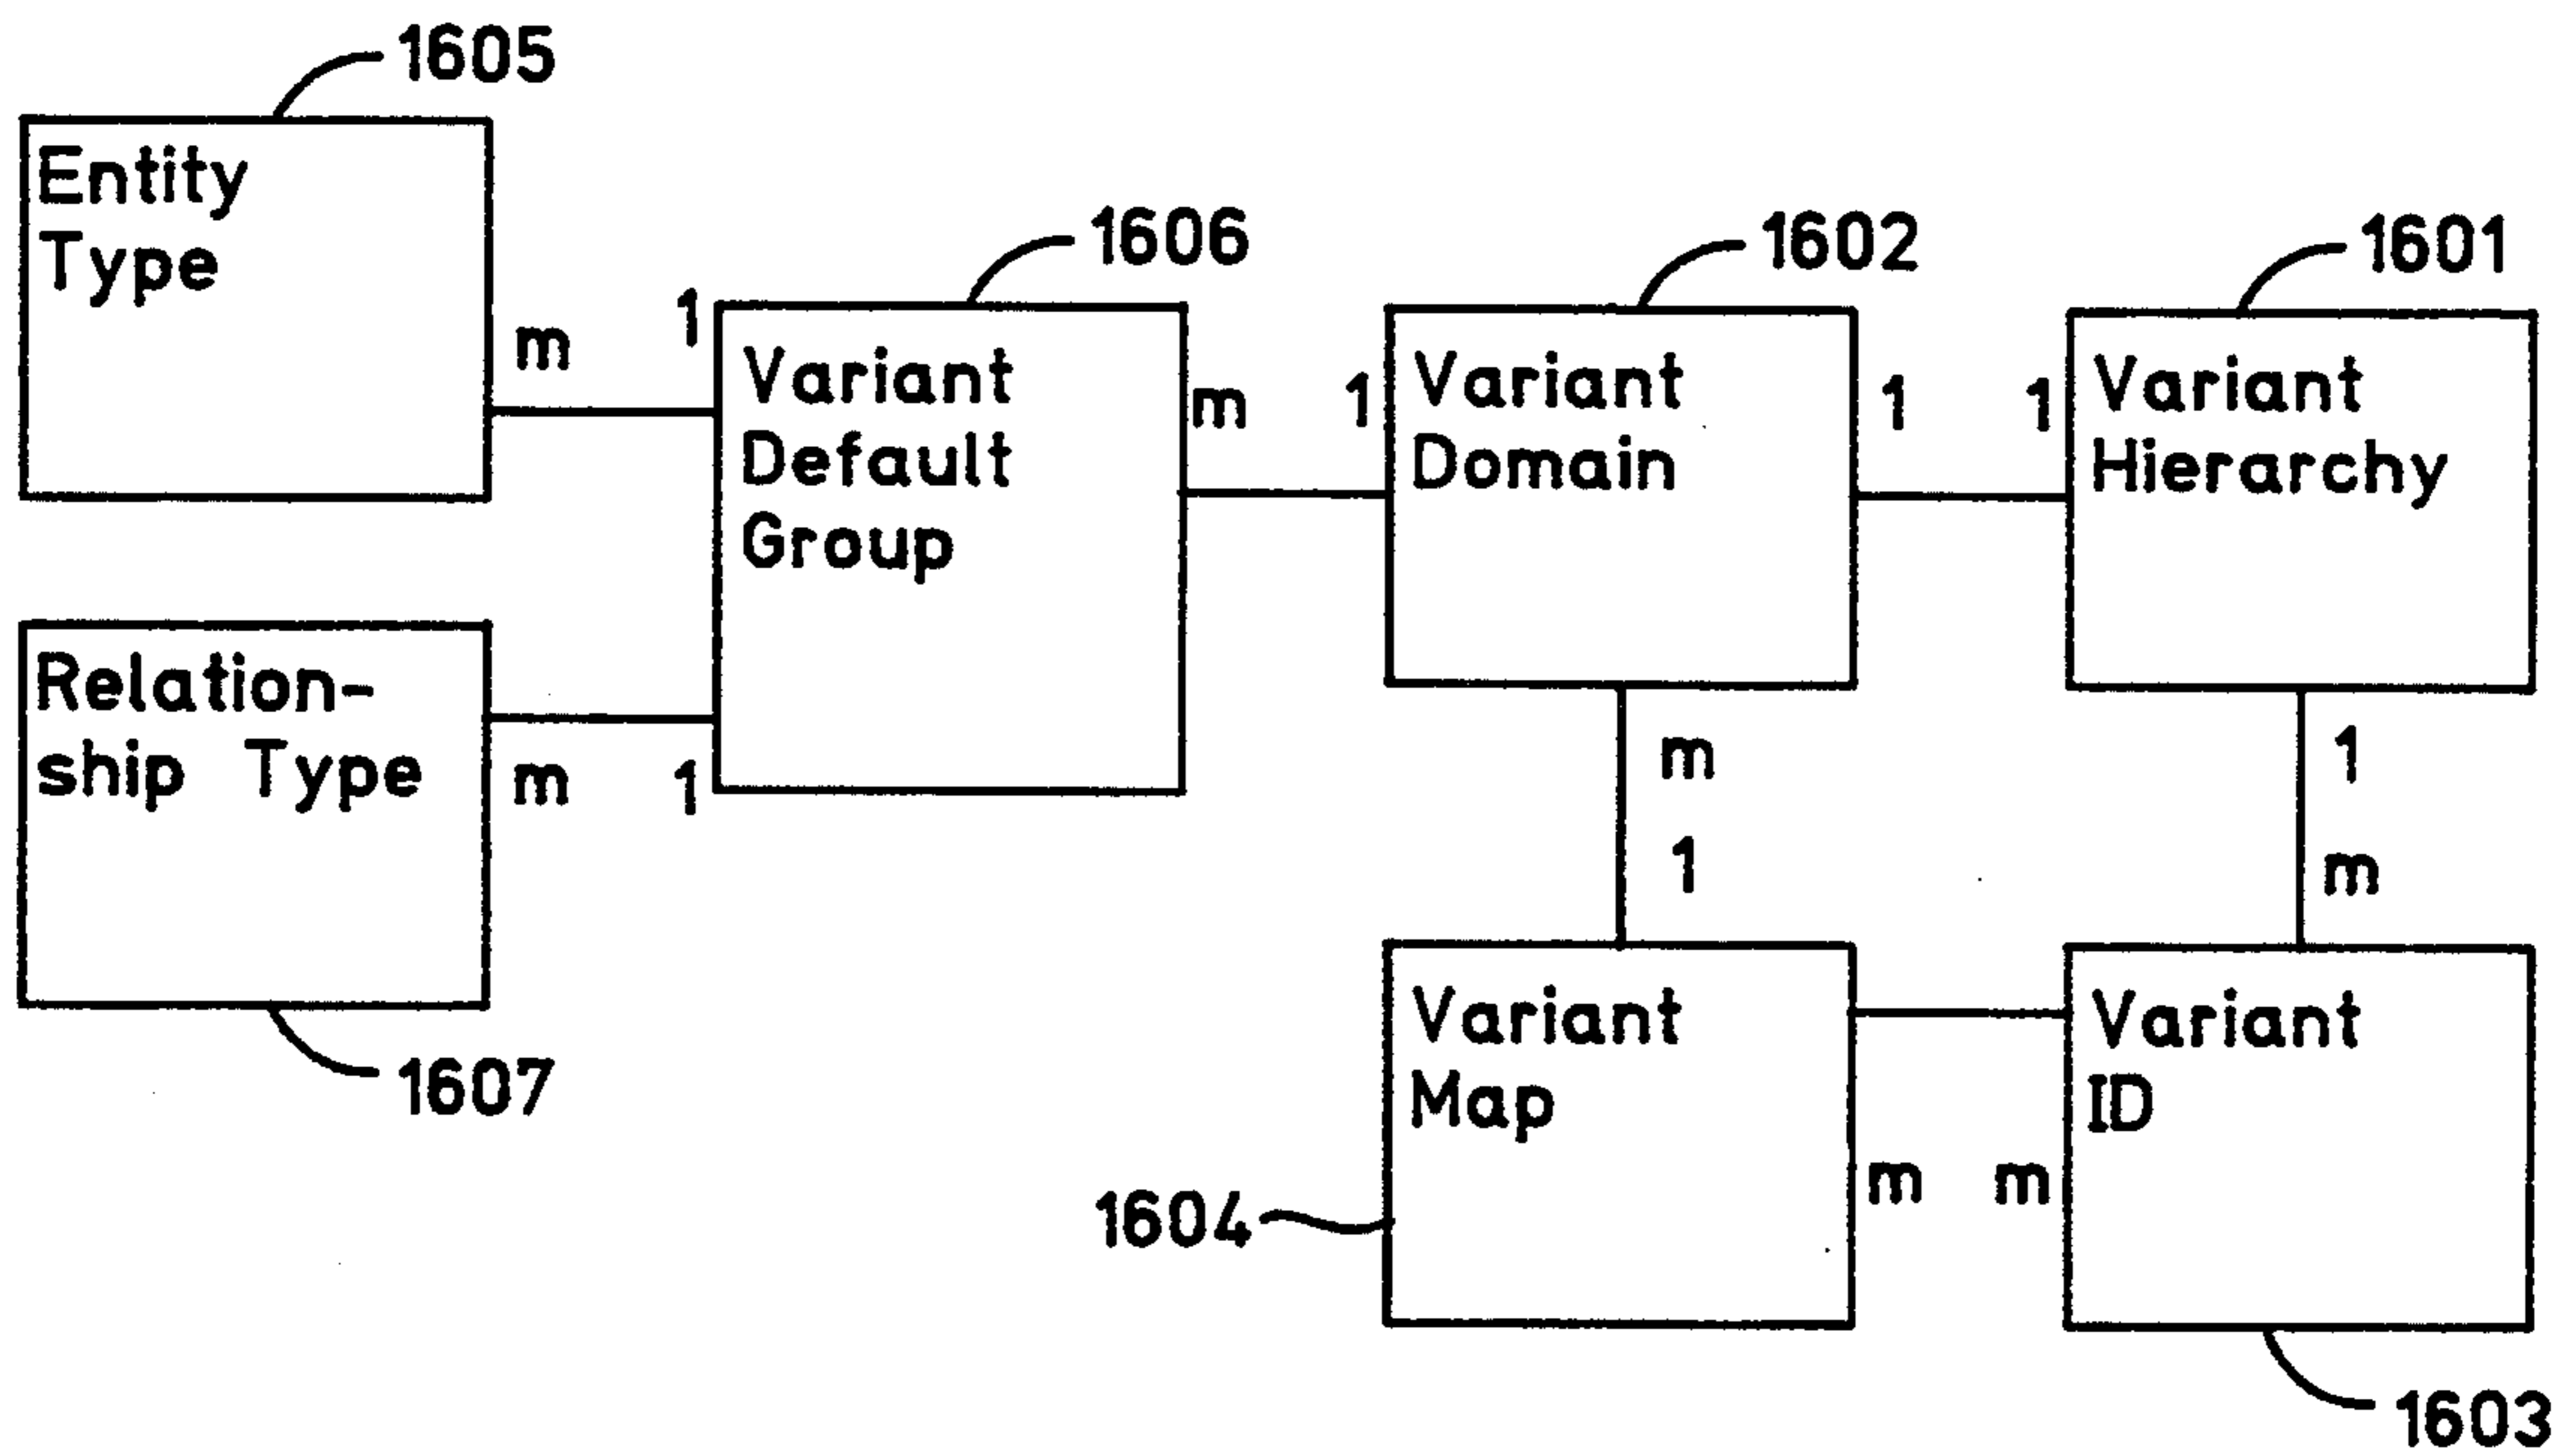 1605
Entity
Type
m
1
1606
Variant
Default
Group
m
1
1602
Variant
Domain
1
1
1601
Variant
Hierarchy
Relation-
ship Type
m
1
1607
m
1
1
m
Variant
Map
1604
m
m
Variant
ID
1603